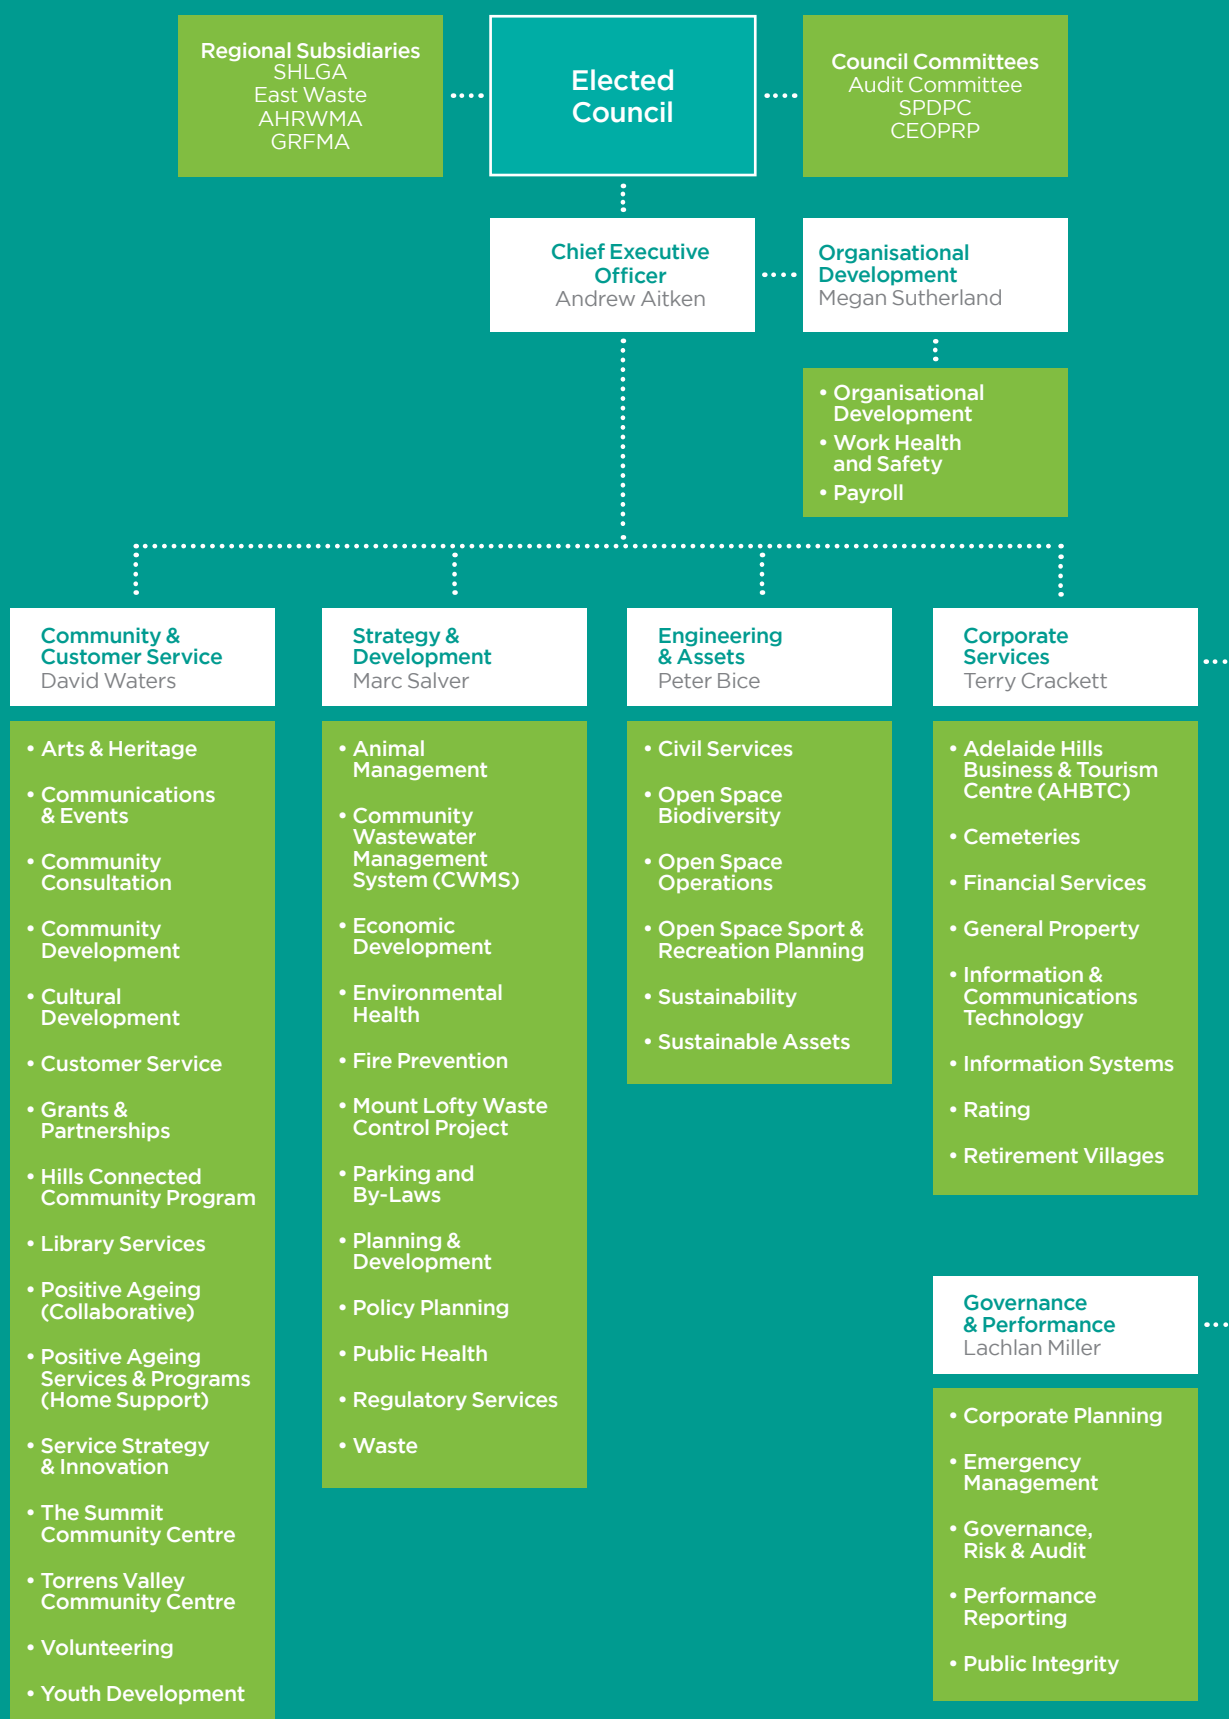 Regional Subsidiaries
SHLGA
East Waste
AHRWMA
GRFMA
Elected
Council
Council Committees
Audit Committee
SPDPC
CEOPRP
Chief Executive
Officer
Andrew Aitken
Organisational
Development
Megan Sutherland
• Organisational
Development
• Work Health
and Safety
• Payroll
Community &
Customer Service
David Waters
• Arts & Heritage
• Communications
& Events
• Community
Consultation
• Community
Development
• Cultural
Development
• Customer Service
• Grants &
Partnerships
• Hills Connected
Community Program
• Library Services
• Positive Ageing
(Collaborative)
• Positive Ageing
Services & Programs
(Home Support)
• Service Strategy
& Innovation
• The Summit
Community Centre
• Torrens Valley
Community Centre
• Volunteering
• Youth Development
Strategy &
Development
Marc Salver
• Animal
Management
• Community
Wastewater
Management
System (CWMS)
• Economic
Development
• Environmental
Health
• Fire Prevention
• Mount Lofty Waste
Control Project
• Parking and
By-Laws
• Planning &
Development
• Policy Planning
• Public Health
• Regulatory Services
• Waste
Engineering
& Assets
Peter Bice
• Civil Services
• Open Space
Biodiversity
• Open Space
Operations
• Open Space Sport &
Recreation Planning
• Sustainability
• Sustainable Assets
Corporate
Services
Terry Crackett
• Adelaide Hills
Business & Tourism
Centre (AHBTC)
• Cemeteries
• Financial Services
• General Property
• Information &
Communications
Technology
• Information Systems
• Rating
• Retirement Villages
Governance
& Performance
Lachlan Miller
• Corporate Planning
• Emergency
Management
• Governance,
Risk & Audit
• Performance
Reporting
• Public Integrity